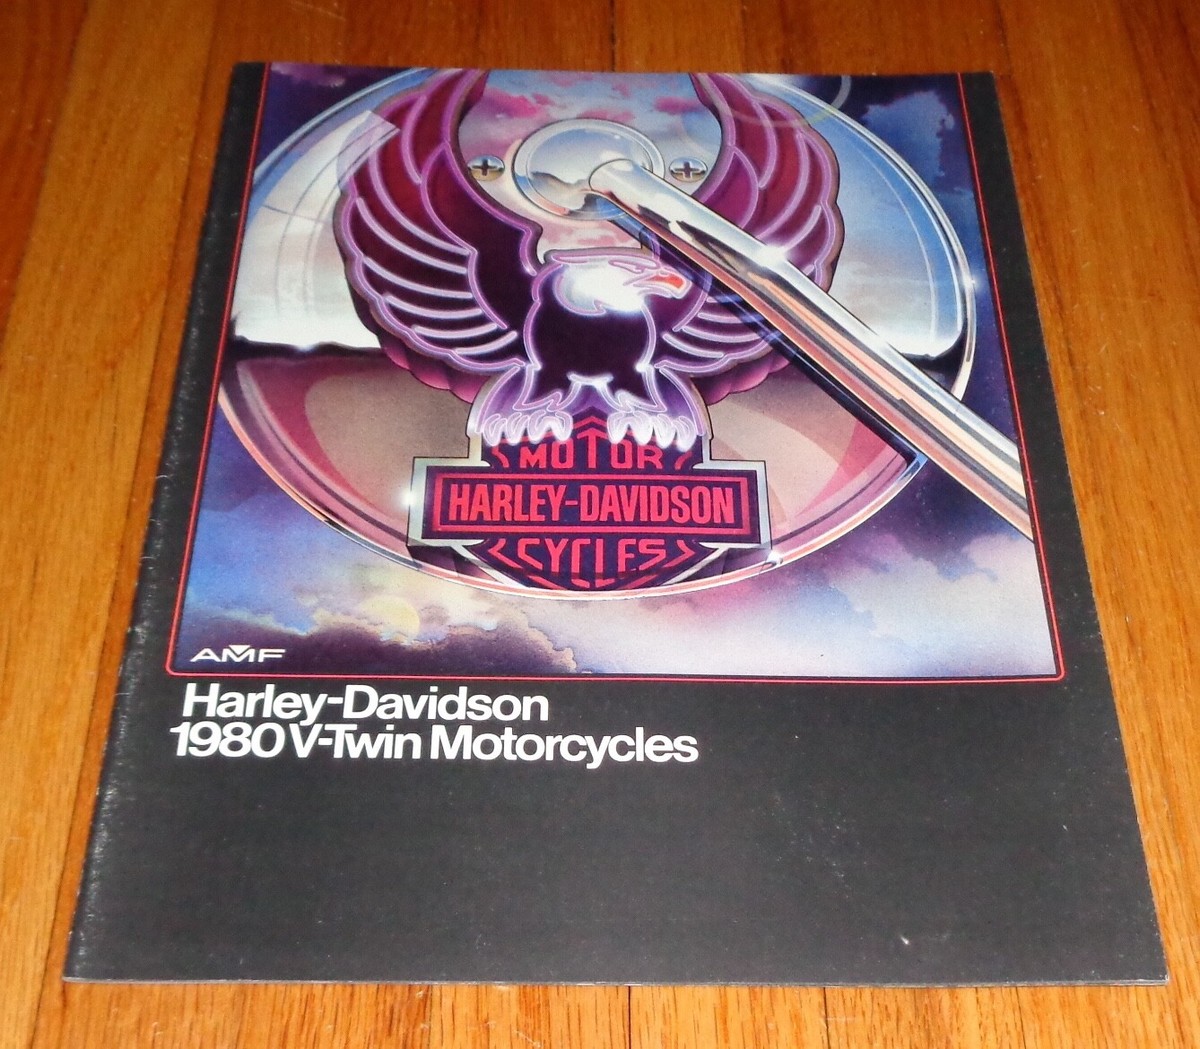 MOTOR
HARLEY-DAVIDSON
CYCLES
AMF
Harley-Davidson
1980 V-Twin Motorcycles